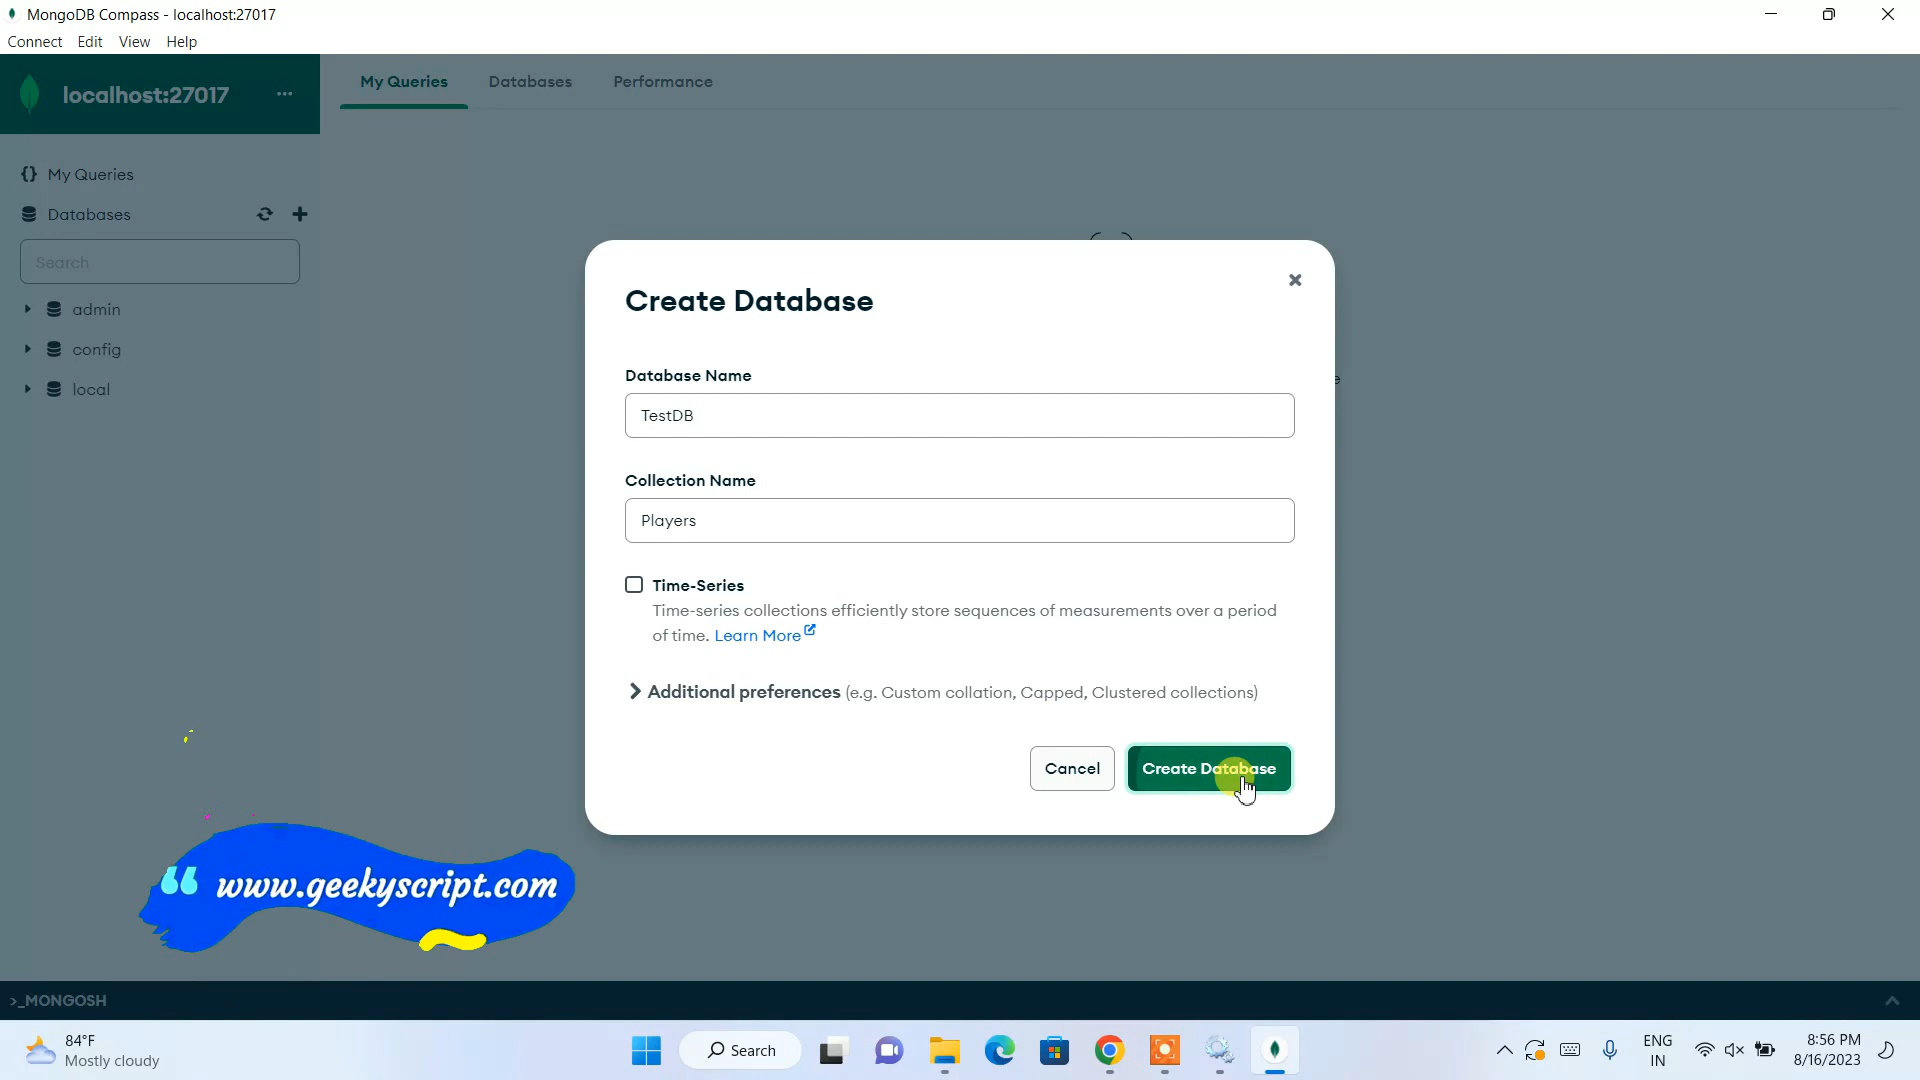 MongoDB Compass - localhost:27017
Connect Edit View Help
localhost:27017 ...
My Queries Databases Performance
{} My Queries
Databases
Search
admin
config
local
Create Database
Database Name
TestDB
Collection Name
Players
Time-Series
Time-series collections efficiently store sequences of measurements over a period
of time. Learn More
Additional preferences (e.g. Custom collation, Capped, Clustered collections)
Cancel Create Database
e
“ www.geekyscript.com
>_MONGOSH
84°F
Mostly cloudy
Search
ENG
IN
8:56 PM
8/16/2023